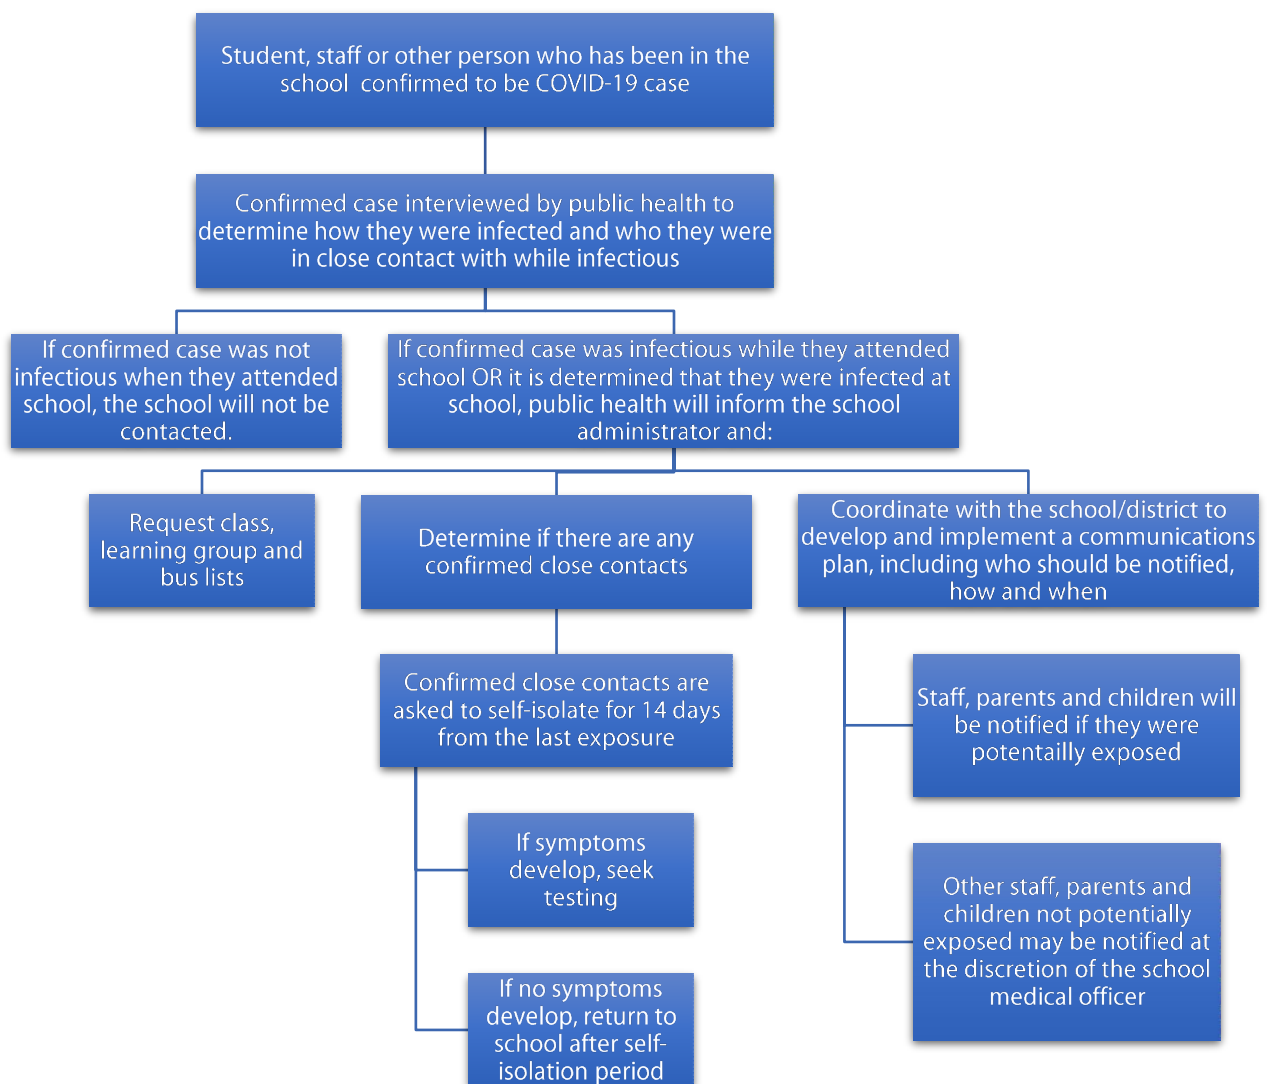 Student, staff or other person who has been in the
school confirmed to be COVID-19 case
Confirmed case interviewed by public health to
determine how they were infected and who they were
in close contact with while infectious
If confirmed case was not
infectious when they attended
school, the school will not be
contacted.
If confirmed case was infectious while they attended
school OR it is determined that they were infected at
school, public health will inform the school
administrator and:
Request class,
learning group and
bus lists
Determine if there are any
confirmed close contacts
Coordinate with the school/district to
develop and implement a communications
plan, including who should be notified,
how and when
Confirmed close contacts are
asked to self-isolate for 14 days
from the last exposure
If symptoms
develop, seek
testing
If no symptoms
develop, return to
school after self-
isolation period
Staff, parents and children will
be notified if they were
potentailly exposed
Other staff, parents and
children not potentially
exposed may be notified at
the discretion of the school
medical officer